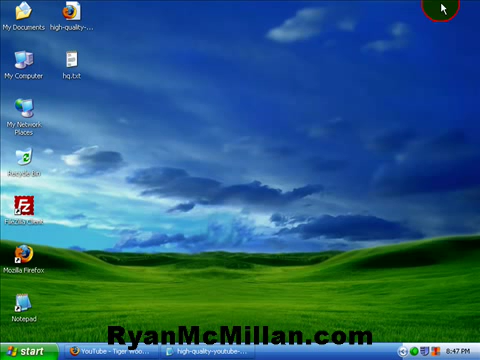 My Documents
high-quality-...
My Computer
hq.txt
My Network
Places
Recycle Bin
FileZilla Client
Mozilla Firefox
Notepad
start
YouTube - Tiger woo...
high-quality-youtube-...
8:47 PM
RyanMcMillan.com